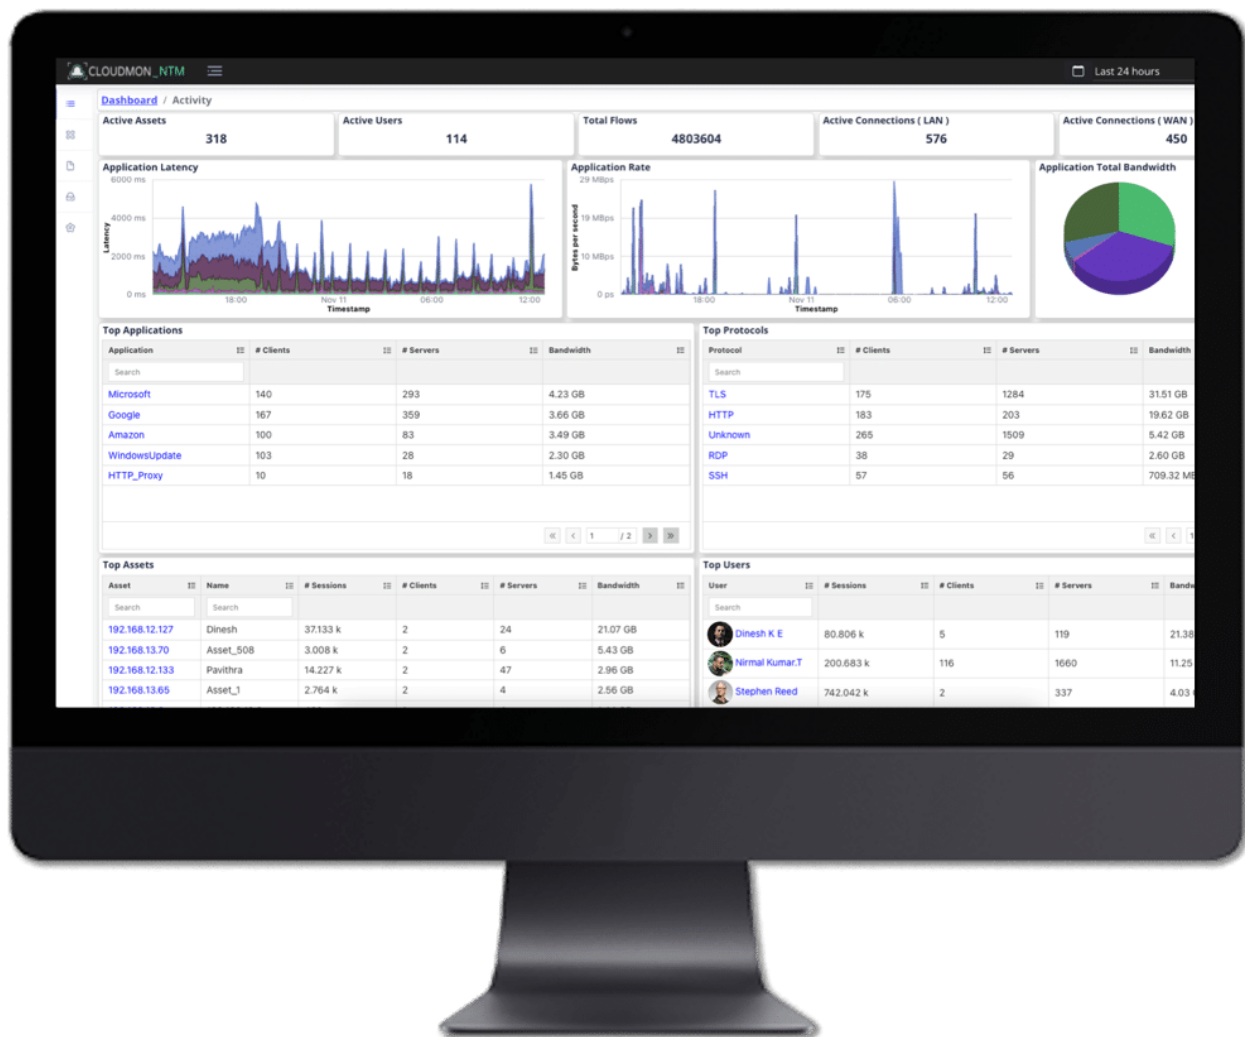 CLOUDMON_NTM
Last 24 hours
Dashboard / Activity
Active Assets
318
Active Users
114
Total Flows
4803604
Active Connections ( LAN )
576
Active Connections ( WAN )
450
Application Latency
6000 ms
4000 ms
2000 ms
0 ms
Latency
18:00 Nov 11 06:00 12:00
Timestamp
Application Rate
29 MBps
19 MBps
10 MBps
0 ps
Bytes per second
18:00 Nov 11 06:00 12:00
Timestamp
Application Total Bandwidth
Top Applications
Application # Clients # Servers Bandwidth
Search
Microsoft 140 293 4.23 GB
Google 167 359 3.66 GB
Amazon 100 83 3.49 GB
WindowsUpdate 103 28 2.30 GB
HTTP_Proxy 10 18 1.45 GB
1 / 2
Top Protocols
Protocol # Clients # Servers Bandwidth
Search
TLS 175 1284 31.51 GB
HTTP 183 203 19.62 GB
Unknown 265 1509 5.42 GB
RDP 38 29 2.60 GB
SSH 57 56 709.32 MB
1
Top Assets
Asset Name # Sessions # Clients # Servers Bandwidth
Search Search
192.168.12.127 Dinesh 37.133 k 2 24 21.07 GB
192.168.13.70 Asset_508 3.008 k 2 6 5.43 GB
192.168.12.133 Pavithra 14.227 k 2 47 2.96 GB
192.168.13.65 Asset_1 2.764 k 2 4 2.56 GB
Top Users
User # Sessions # Clients # Servers Bandw
Search
Dinesh K E 80.806 k 5 119 21.38
Nirmal Kumar.T 200.683 k 116 1660 11.25
Stephen Reed 742.042 k 2 337 4.03